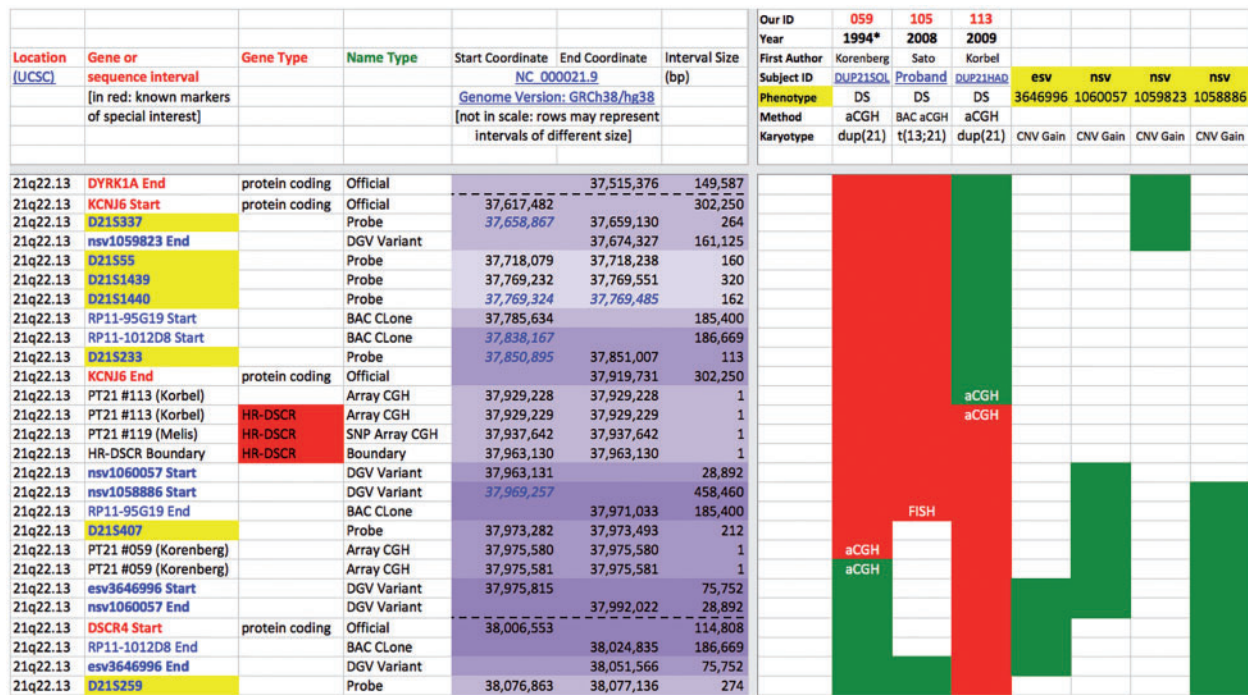 Our ID 059 105 113
Year 1994* 2008 2009
Location Gene or Gene Type Name Type Start Coordinate End Coordinate Interval Size First Author Korenberg Sato Korbel
(UCSC) sequence interval NC_000021.9 (bp) Subject ID DUP21SOL Proband DUP21HAD esv nsv nsv nsv
[in red: known markers Genome Version: GRCh38/hg38 Phenotype DS DS DS 3646996 1060057 1059823 1058886
of special interest] [not in scale: rows may represent Method aCGH BAC aCGH aCGH
intervals of different size] Karyotype dup(21) t(13;21) dup(21) CNV Gain CNV Gain CNV Gain CNV Gain
21q22.13 DYRK1A End protein coding Official 37,515,376 149,587
21q22.13 KCNJ6 Start protein coding Official 37,617,482 302,250
21q22.13 D21S337 Probe 37,658,867 37,659,130 264
21q22.13 nsv1059823 End DGV Variant 37,674,327 161,125
21q22.13 D21S55 Probe 37,718,079 37,718,238 160
21q22.13 D21S1439 Probe 37,769,232 37,769,551 320
21q22.13 D21S1440 Probe 37,769,324 37,769,485 162
21q22.13 RP11-95G19 Start BAC CLone 37,785,634 185,400
21q22.13 RP11-1012D8 Start BAC CLone 37,838,167 186,669
21q22.13 D21S233 Probe 37,850,895 37,851,007 113
21q22.13 KCNJ6 End protein coding Official 37,919,731 302,250
21q22.13 PT21 #113 (Korbel) Array CGH 37,929,228 37,929,228 1 aCGH
21q22.13 PT21 #113 (Korbel) HR-DSCR Array CGH 37,929,229 37,929,229 1 aCGH
21q22.13 PT21 #119 (Melis) HR-DSCR SNP Array CGH 37,937,642 37,937,642 1
21q22.13 HR-DSCR Boundary HR-DSCR Boundary 37,963,130 37,963,130 1
21q22.13 nsv1060057 Start DGV Variant 37,963,131 28,892
21q22.13 nsv1058886 Start DGV Variant 37,969,257 458,460
21q22.13 RP11-95G19 End BAC CLone 37,971,033 185,400 FISH
21q22.13 D21S407 Probe 37,973,282 37,973,493 212
21q22.13 PT21 #059 (Korenberg) Array CGH 37,975,580 37,975,580 1 aCGH
21q22.13 PT21 #059 (Korenberg) Array CGH 37,975,581 37,975,581 1 aCGH
21q22.13 esv3646996 Start DGV Variant 37,975,815 75,752
21q22.13 nsv1060057 End DGV Variant 37,992,022 28,892
21q22.13 DSCR4 Start protein coding Official 38,006,553 114,808
21q22.13 RP11-1012D8 End BAC CLone 38,024,835 186,669
21q22.13 esv3646996 End DGV Variant 38,051,566 75,752
21q22.13 D21S259 Probe 38,076,863 38,077,136 274